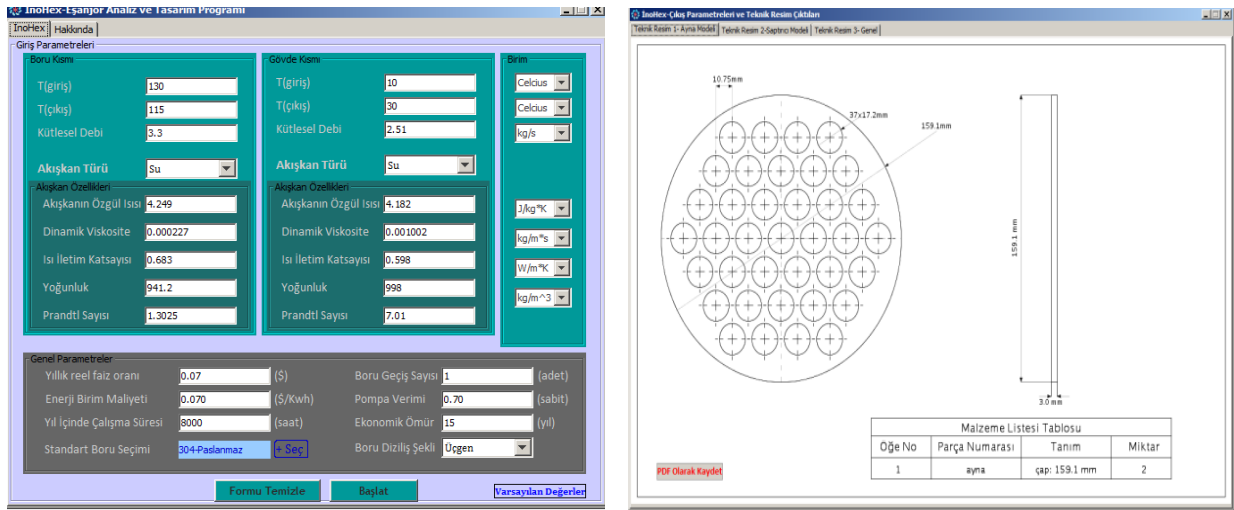 InoHex-Eşanjör Analiz ve Tasarım Programı
InoHex Hakkında
Giriş Parametreleri
Boru Kısmı
T(giriş) 130
T(çıkış) 115
Kütlesel Debi 3.3
Akışkan Türü Su
Akışkan Özellikleri
Akışkanın Özgül Isısı 4.249
Dinamik Viskosite 0.000227
Isı İletim Katsayısı 0.683
Yoğunluk 941.2
Prandtl Sayısı 1.3025
Gövde Kısmı
T(giriş) 10
T(çıkış) 30
Kütlesel Debi 2.51
Akışkan Türü Su
Akışkan Özellikleri
Akışkanın Özgül Isısı 4.182
Dinamik Viskosite 0.001002
Isı İletim Katsayısı 0.598
Yoğunluk 998
Prandtl Sayısı 7.01
Birim
Celcius
Celcius
kg/s
J/kg*K
kg/m*s
W/m*K
kg/m^3
Genel Parametreler
Yıllık reel faiz oranı 0.07 ($) Boru Geçiş Sayısı 1 (adet)
Enerji Birim Maliyeti 0.070 ($/Kwh) Pompa Verimi 0.70 (sabit)
Yıl İçinde Çalışma Süresi 8000 (saat) Ekonomik Ömür 15 (yıl)
Standart Boru Seçimi 304-Paslanmaz + Seç Boru Diziliş Şekli Üçgen
Formu Temizle Başlat Varsayılan Değerler
InoHex-Çıkış Parametreleri ve Teknik Resim Çıktıları
Teknik Resim 1- Ayna Modeli Teknik Resim 2-Saptırıcı Modeli Teknik Resim 3- Genel
10.75mm
37x17.2mm
159.1mm
159.1 mm
3.0 mm
Malzeme Listesi Tablosu
Öğe No Parça Numarası Tanım Miktar
1 ayna çap: 159.1 mm 2
PDF Olarak Kaydet